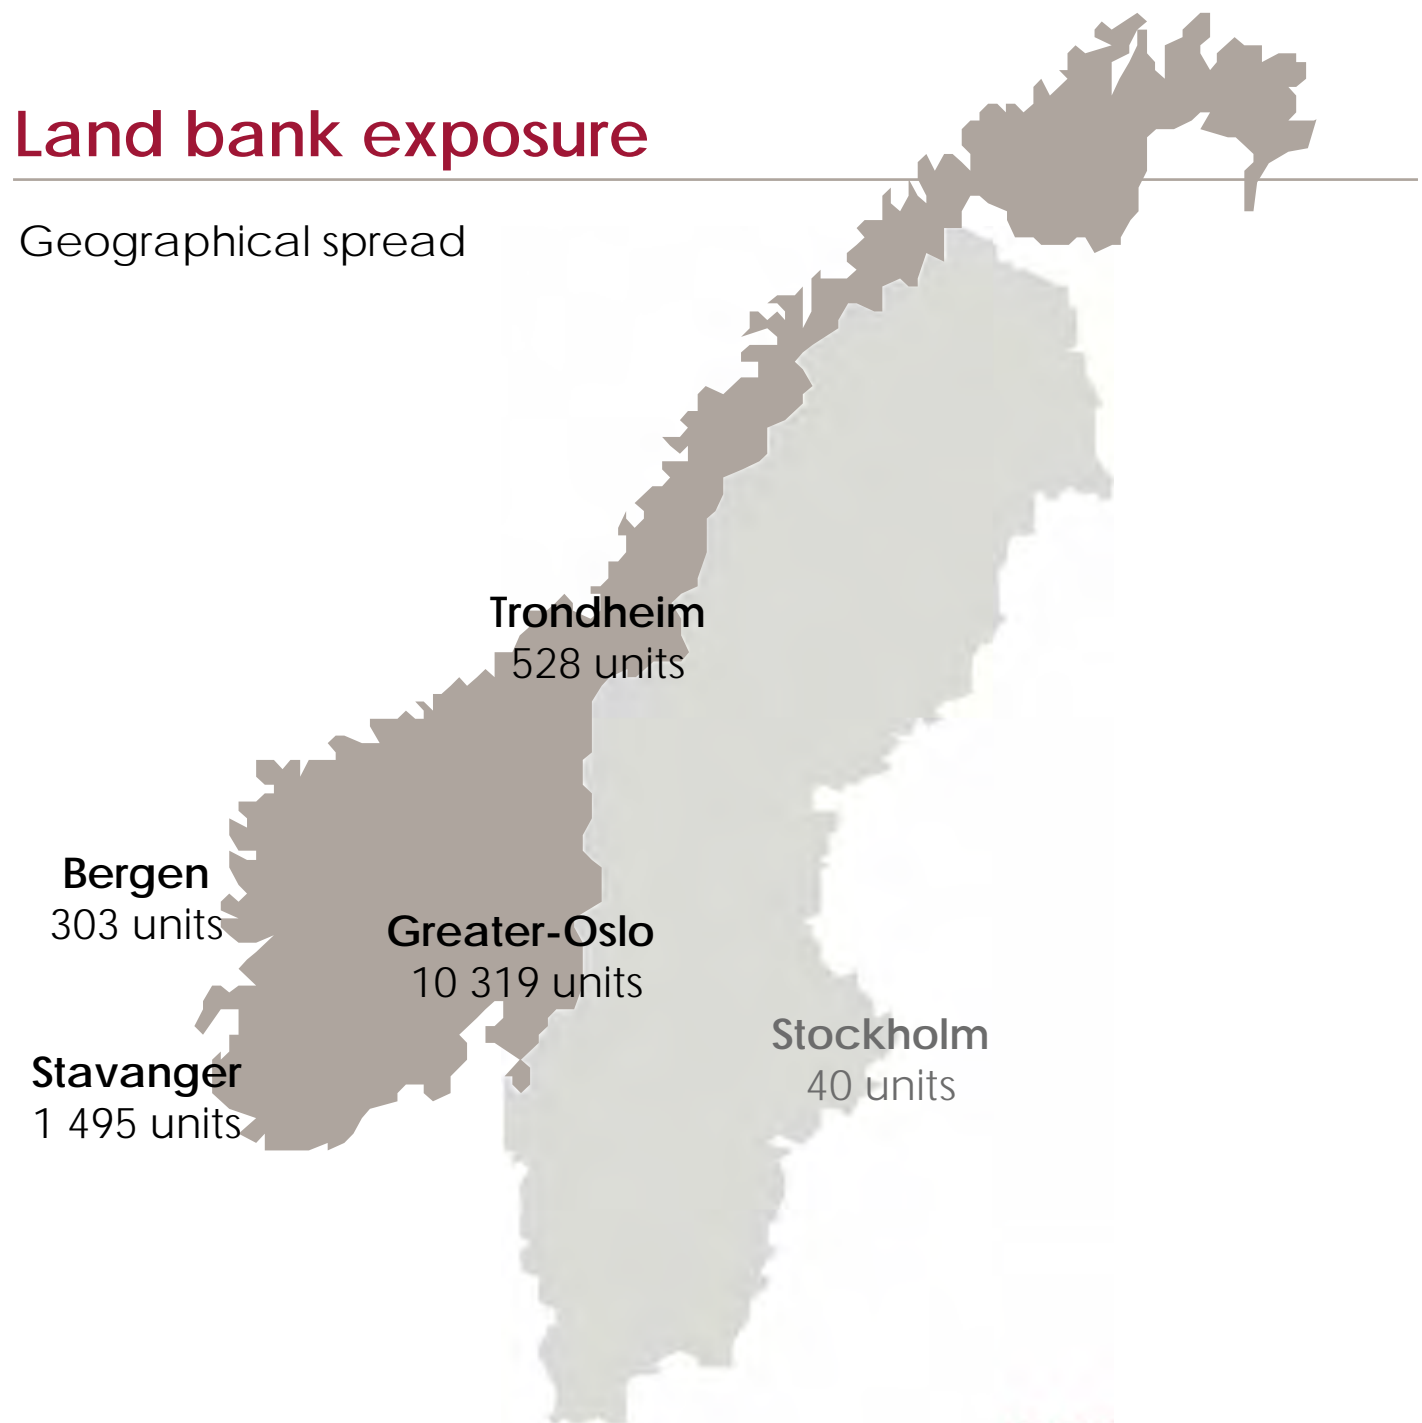 Land bank exposure
Geographical spread
Trondheim
528 units
Bergen
303 units
Greater-Oslo
10 319 units
Stockholm
40 units
Stavanger
1 495 units